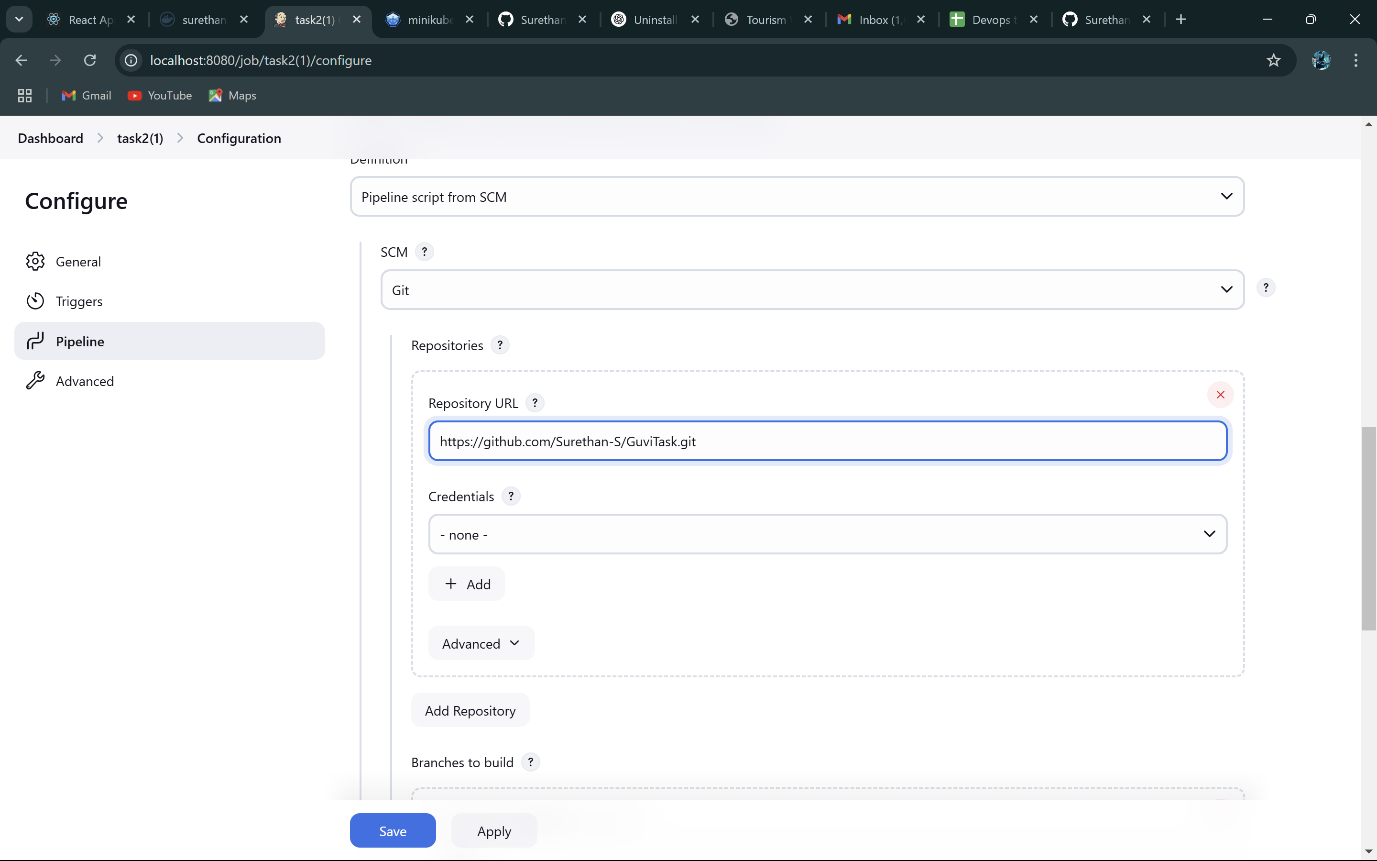 React Ap
surethan
task2(1)
minikube
Surethan
Uninstall
Tourism
Inbox (1,
Devops t
Surethan
localhost:8080/job/task2(1)/configure
Gmail
YouTube
Maps
Dashboard
task2(1)
Configuration
Definition
Configure
Pipeline script from SCM
General
SCM ?
Git
?
Triggers
Pipeline
Repositories ?
Advanced
Repository URL ?
https://github.com/Surethan-S/GuviTask.git
Credentials ?
- none -
+ Add
Advanced
Add Repository
Branches to build ?
Save
Apply